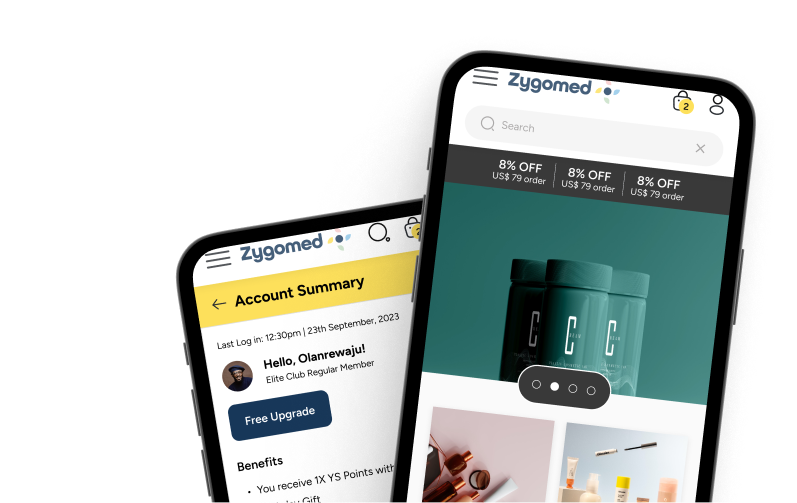 Zygomed
2
Search
8% OFF
US$ 79 order
8% OFF
US$ 79 order
8% OFF
US$ 79 order
Zygomed
Account Summary
Last Log in: 12:30pm | 23th September, 2023
Hello, Olanrewaju!
Elite Club Regular Member
Free Upgrade
Benefits
• You receive 1X YS Points with
Gift